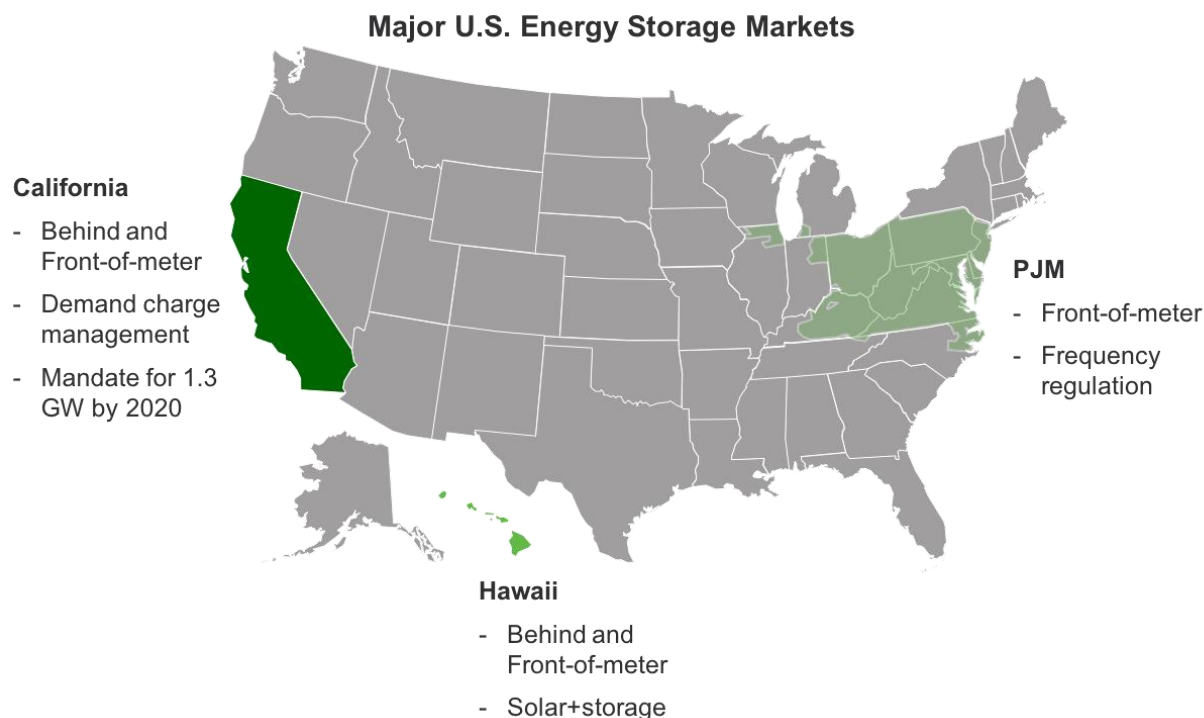 Major U.S. Energy Storage Markets
California
- Behind and
Front-of-meter
- Demand charge
management
- Mandate for 1.3
GW by 2020
PJM
- Front-of-meter
- Frequency
regulation
Hawaii
- Behind and
Front-of-meter
- Solar+storage